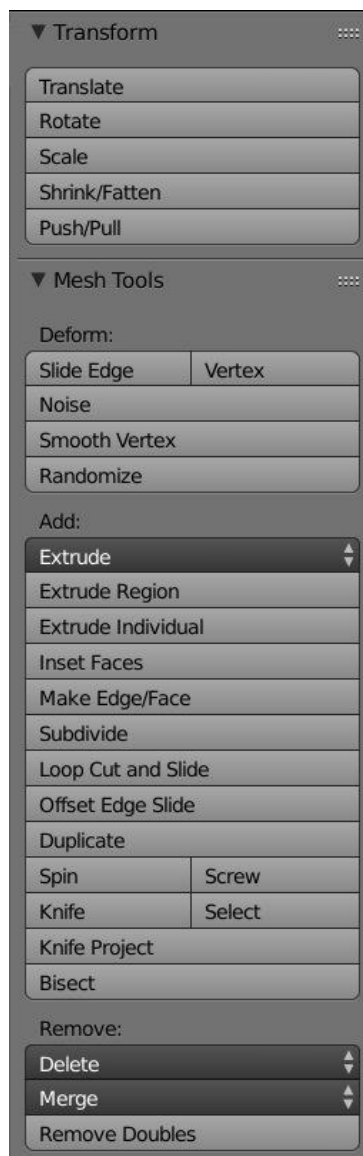 Transform
Translate
Rotate
Scale
Shrink/Fatten
Push/Pull
Mesh Tools
Deform:
Slide Edge Vertex
Noise
Smooth Vertex
Randomize
Add:
Extrude
Extrude Region
Extrude Individual
Inset Faces
Make Edge/Face
Subdivide
Loop Cut and Slide
Offset Edge Slide
Duplicate
Spin Screw
Knife Select
Knife Project
Bisect
Remove:
Delete
Merge
Remove Doubles